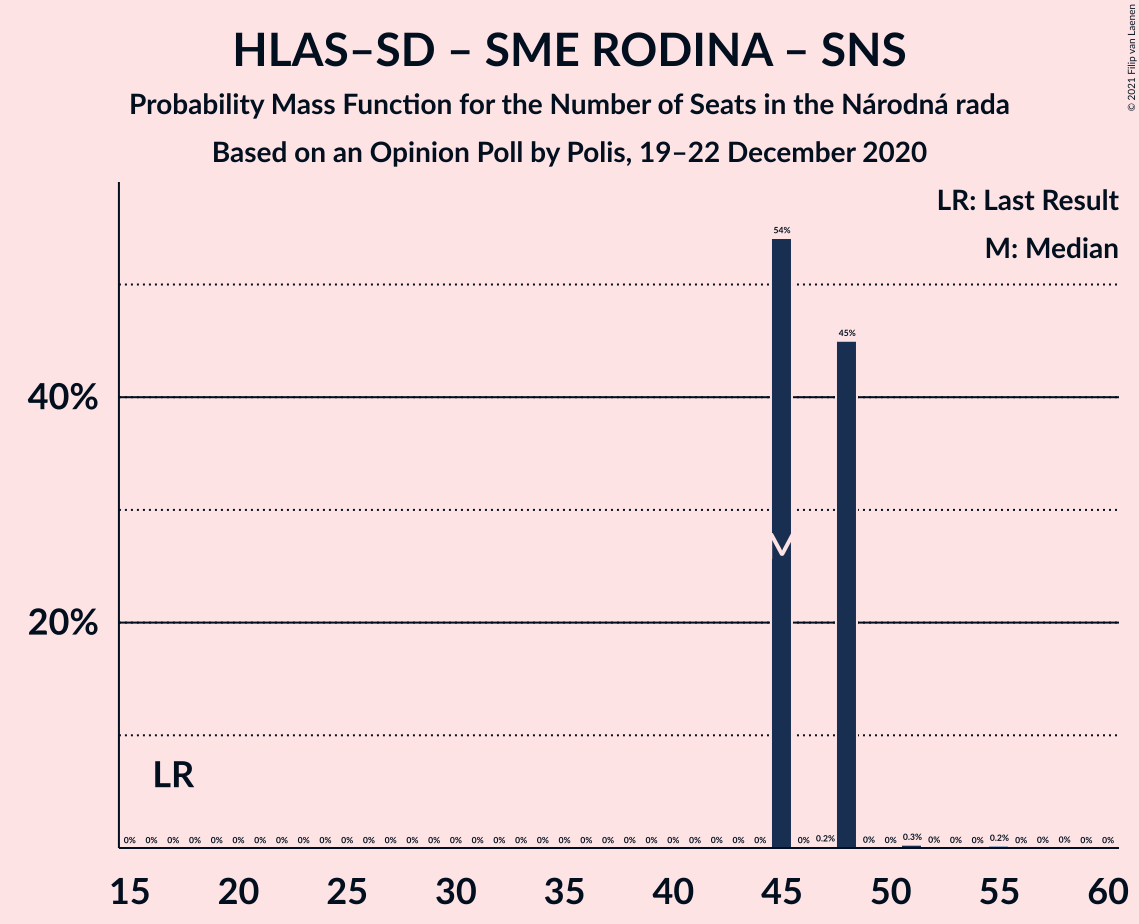 HLAS–SD – SME RODINA – SNS
Probability Mass Function for the Number of Seats in the Národná rada
Based on an Opinion Poll by Polis, 19–22 December 2020
© 2021 Filip van Laenen
LR: Last Result
M: Median
54%
45%
40%
20%
LR
0% 0% 0% 0% 0% 0% 0% 0% 0% 0% 0% 0% 0% 0% 0% 0% 0% 0% 0% 0% 0% 0% 0% 0% 0% 0% 0% 0% 0% 0% 0% 0.2% 0% 0% 0.3% 0% 0% 0% 0.2% 0% 0% 0% 0% 0%
15 20 25 30 35 40 45 50 55 60